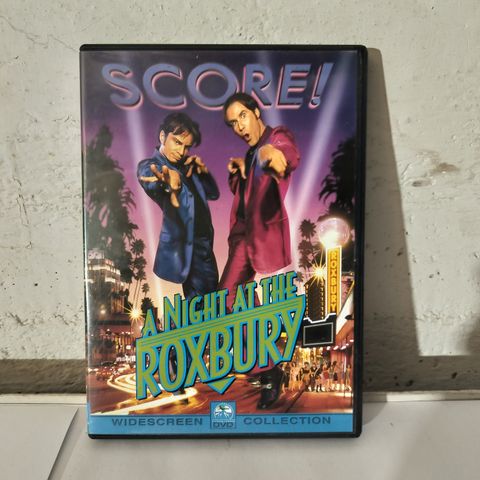 SCORE!
ROXBURY
A NIGHT AT THE
ROXBURY
WIDESCREEN DVD COLLECTION